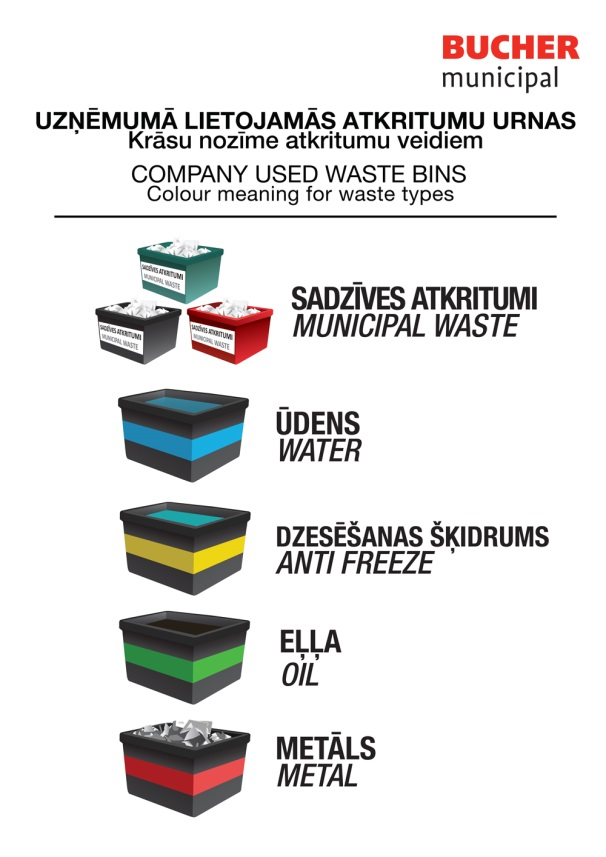 BUCHER
municipal
UZŅĒMUMĀ LIETOJAMĀS ATKRITUMU URNAS
Krāsu nozīme atkritumu veidiem
COMPANY USED WASTE BINS
Colour meaning for waste types
SADZĪVES ATKRITUMI
MUNICIPAL WASTE
SADZĪVES ATKRITUMI
MUNICIPAL WASTE
SADZĪVES ATKRITUMI
MUNICIPAL WASTE
SADZĪVES ATKRITUMI
MUNICIPAL WASTE
ŪDENS
WATER
DZESĒŠANAS ŠĶIDRUMS
ANTI FREEZE
EĻĻA
OIL
METĀLS
METAL